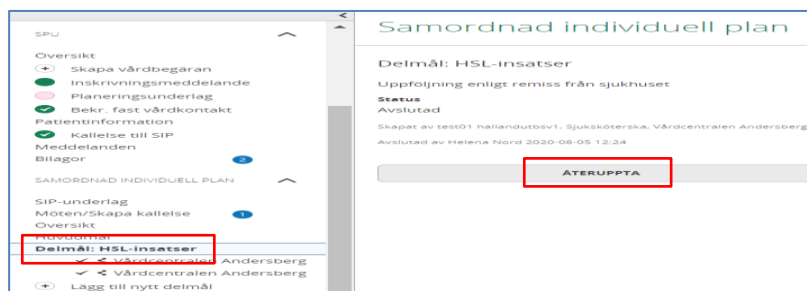 SPU
Översikt
Skapa vårdbegäran
Inskrivningsmeddelande
Planeringsunderlag
Bekr. fast vårdkontakt
Patientinformation
Kallelse till SIP
Meddelanden
Bilagor 2
SAMORDNAD INDIVIDUELL PLAN
SIP-underlag
Möten/Skapa kallelse 1
Översikt
Huvudmål
Delmål: HSL-insatser
Vårdcentralen Andersberg
Vårdcentralen Andersberg
Lägg till nytt delmål
Samordnad individuell plan
Delmål: HSL-insatser
Uppföljning enligt remiss från sjukhuset
Status
Avslutad
Skapat av test01 hallandutbsv1, Sjuksköterska, Vårdcentralen Andersberg
Avslutad av Helena Nord 2020-08-05 12:24
ÅTERUPPTA